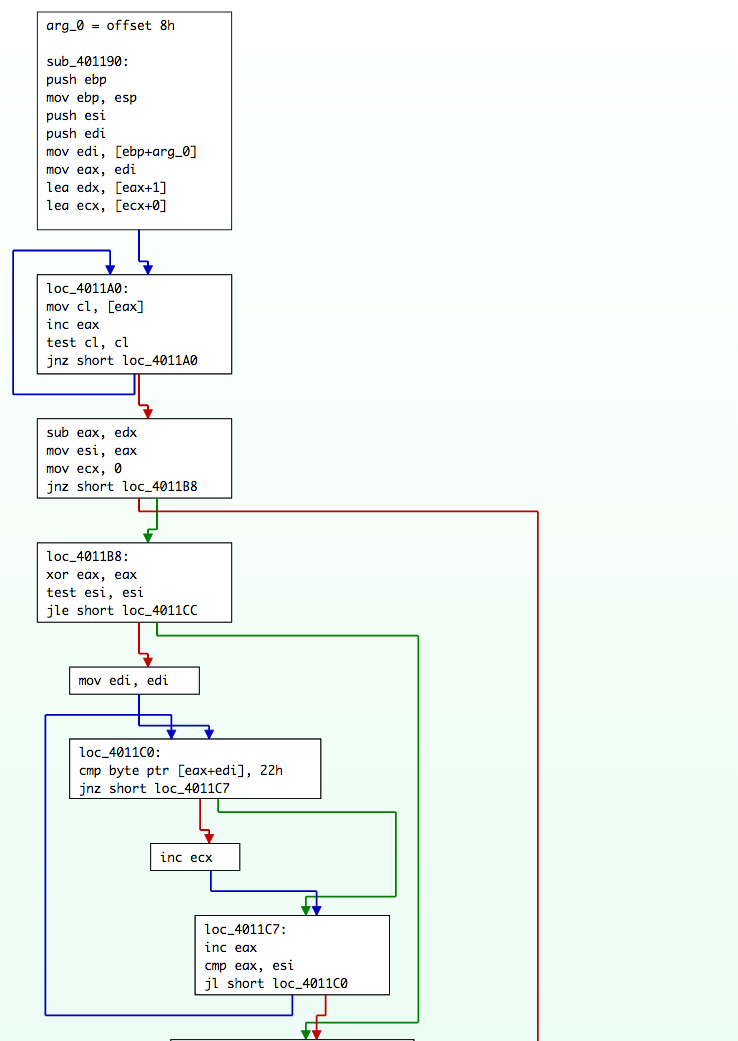 arg_0 = offset 8h
sub_401190:
push ebp
mov ebp, esp
push esi
push edi
mov edi, [ebp+arg_0]
mov eax, edi
lea edx, [eax+1]
lea ecx, [ecx+0]
loc_4011A0:
mov cl, [eax]
inc eax
test cl, cl
jnz short loc_4011A0
sub eax, edx
mov esi, eax
mov ecx, 0
jnz short loc_4011B8
loc_4011B8:
xor eax, eax
test esi, esi
jle short loc_4011CC
mov edi, edi
loc_4011C0:
cmp byte ptr [eax+edi], 22h
jnz short loc_4011C7
inc ecx
loc_4011C7:
inc eax
cmp eax, esi
jl short loc_4011C0